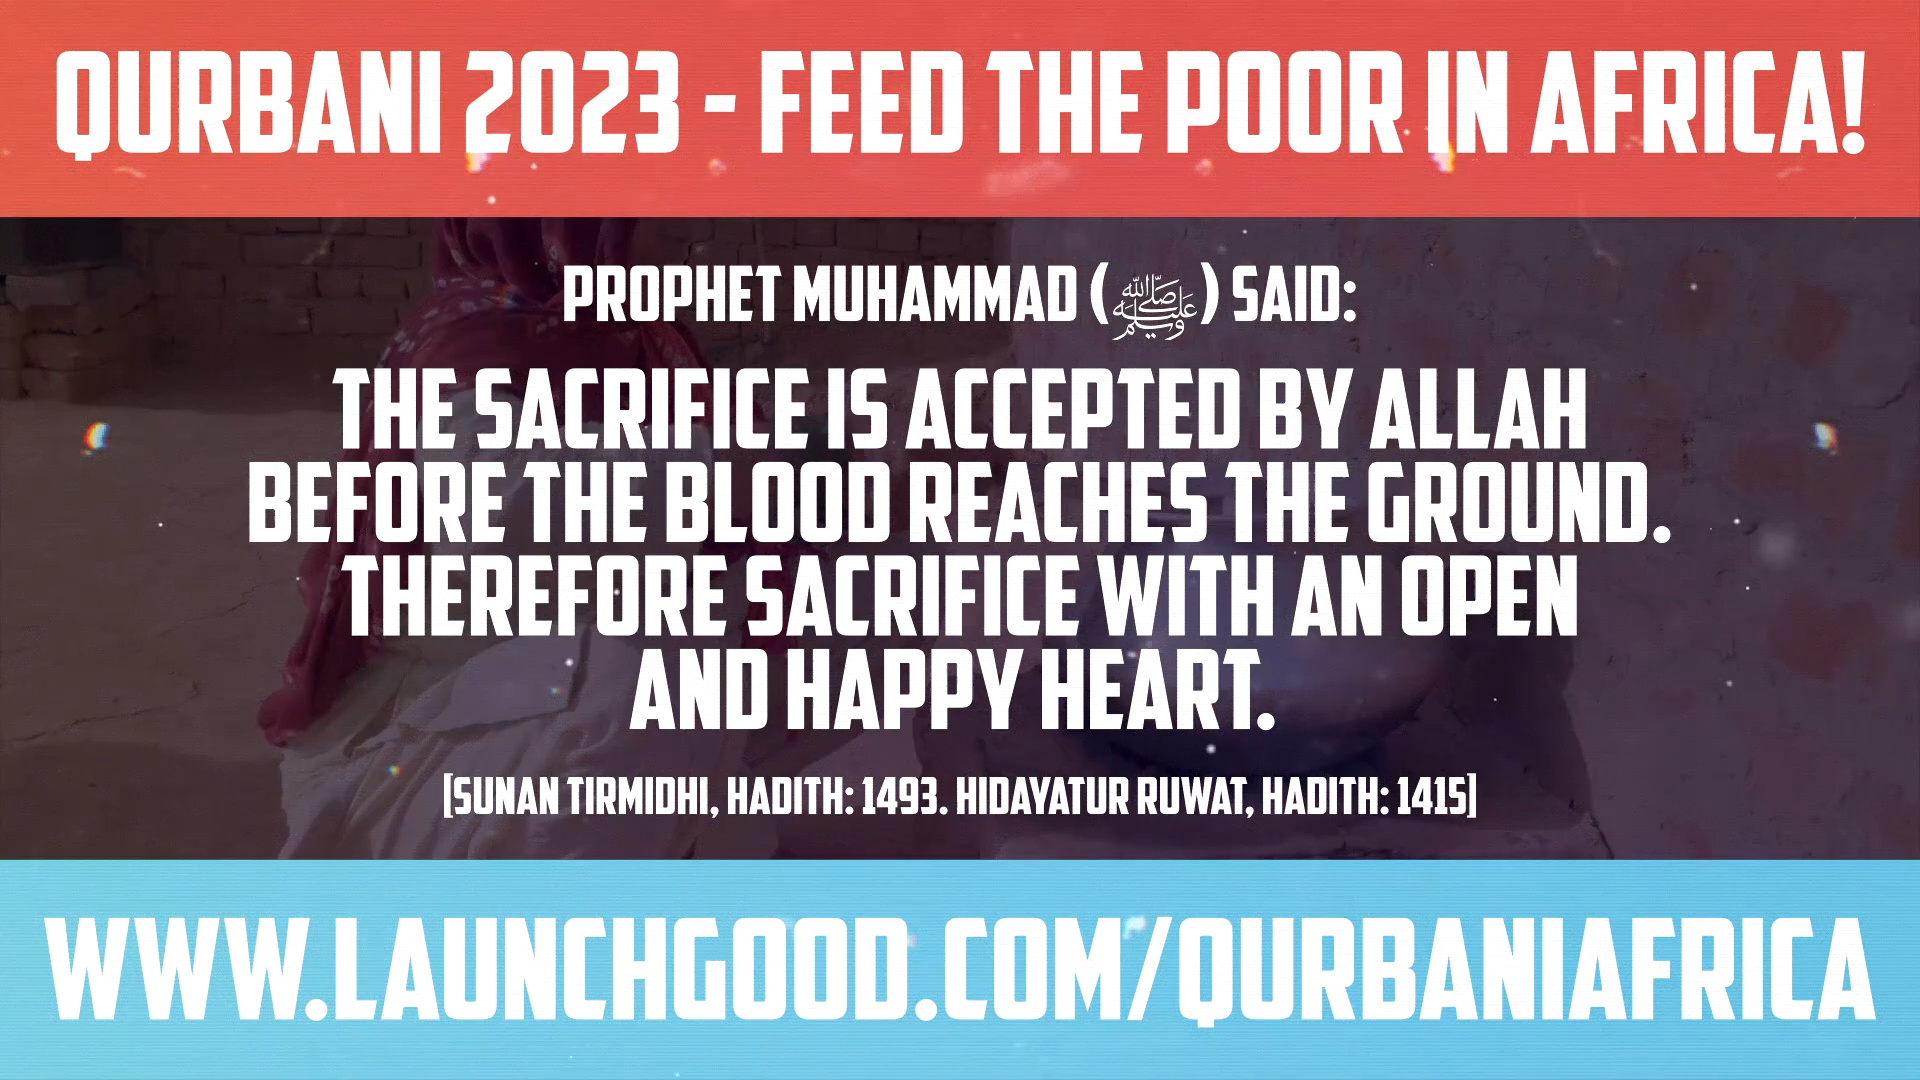 QURBANI 2023 - FEED THE POOR IN AFRICA!
PROPHET MUHAMMAD (ﷺ) SAID:
THE SACRIFICE IS ACCEPTED BY ALLAH
BEFORE THE BLOOD REACHES THE GROUND.
THEREFORE SACRIFICE WITH AN OPEN
AND HAPPY HEART.
[SUNAN TIRMIDHI, HADITH: 1493. HIDAYATUR RUWAT, HADITH: 1415]
WWW.LAUNCHGOOD.COM/QURBANIAFRICA